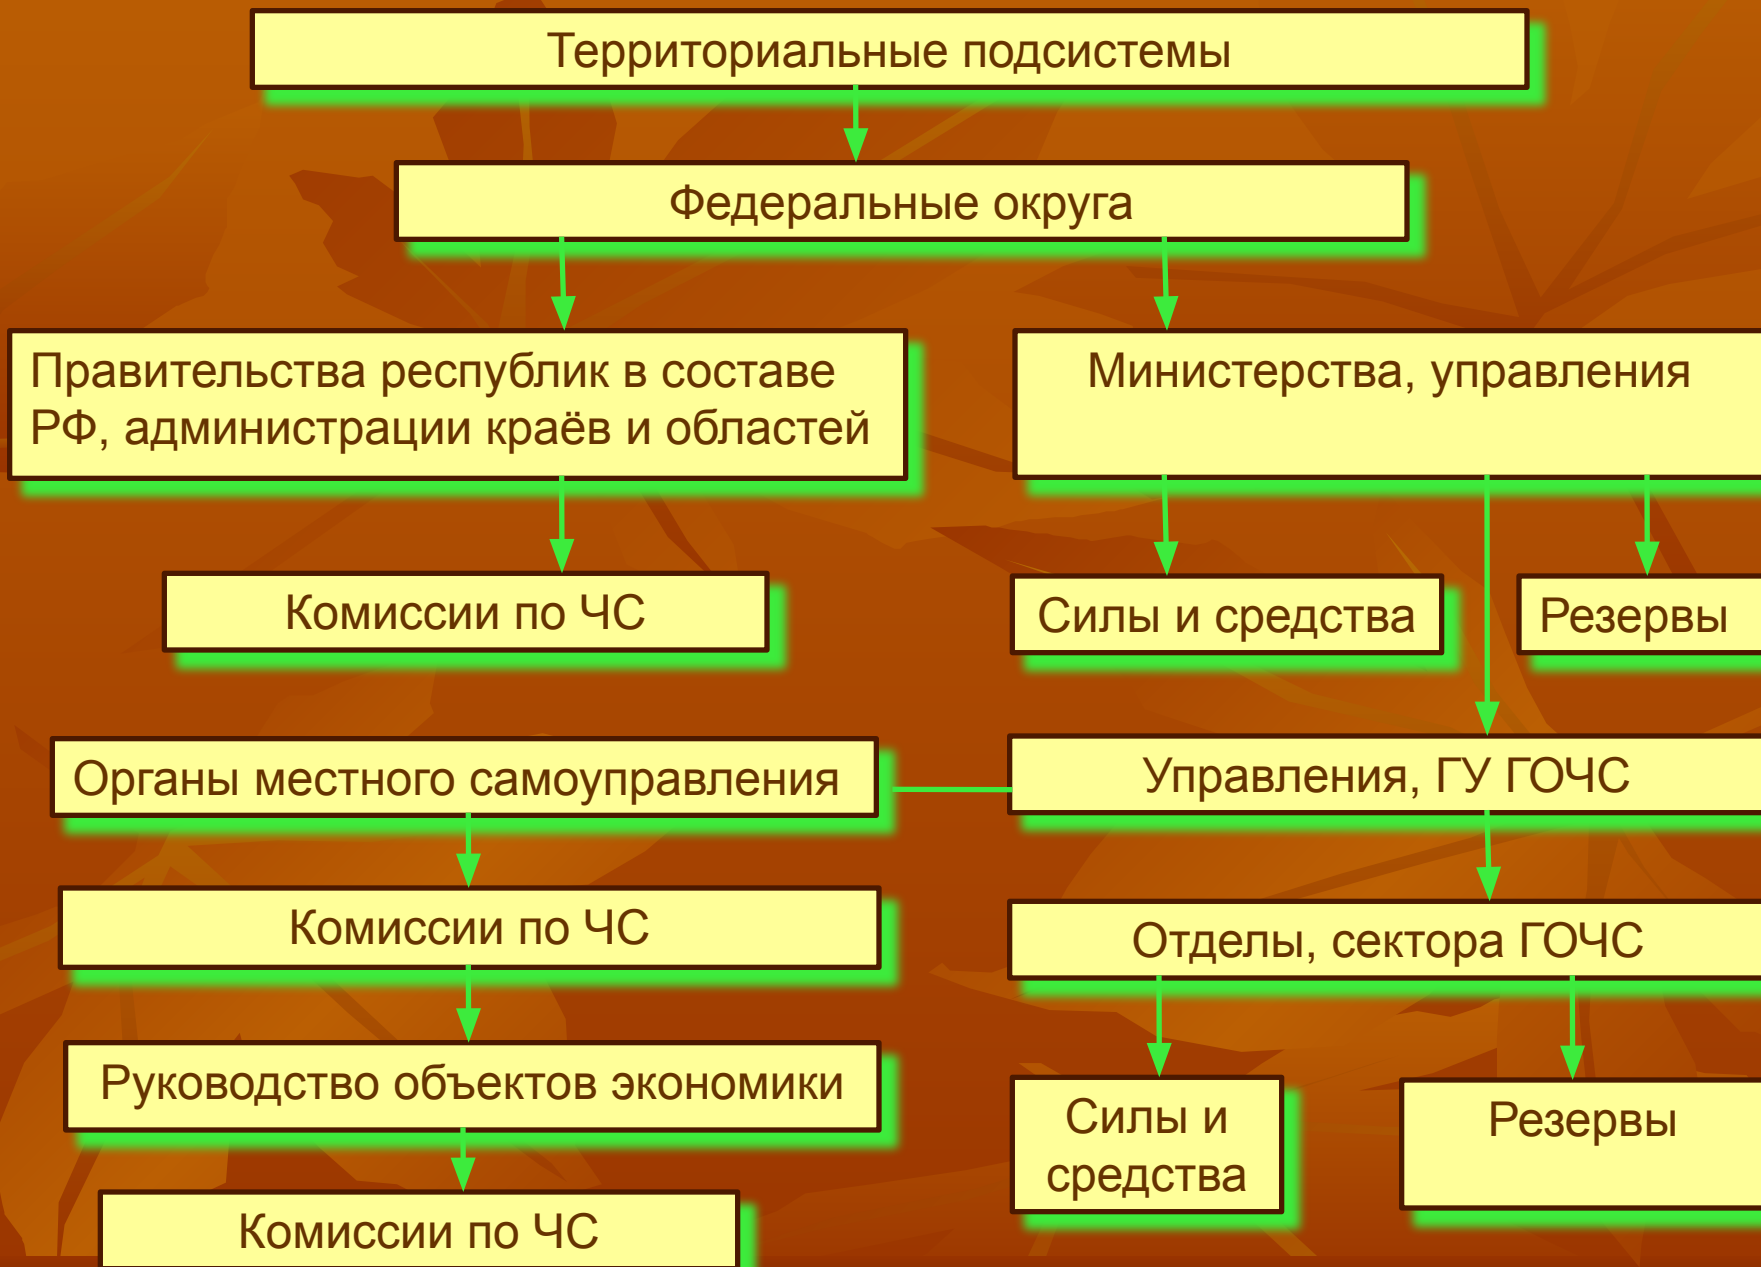 Территориальные подсистемы
Федеральные округа
Правительства республик в составе
РФ, администрации краёв и областей
Министерства, управления
Комиссии по ЧС
Силы и средства
Резервы
Органы местного самоуправления
Управления, ГУ ГОЧС
Комиссии по ЧС
Отделы, сектора ГОЧС
Руководство объектов экономики
Силы и
средства
Резервы
Комиссии по ЧС